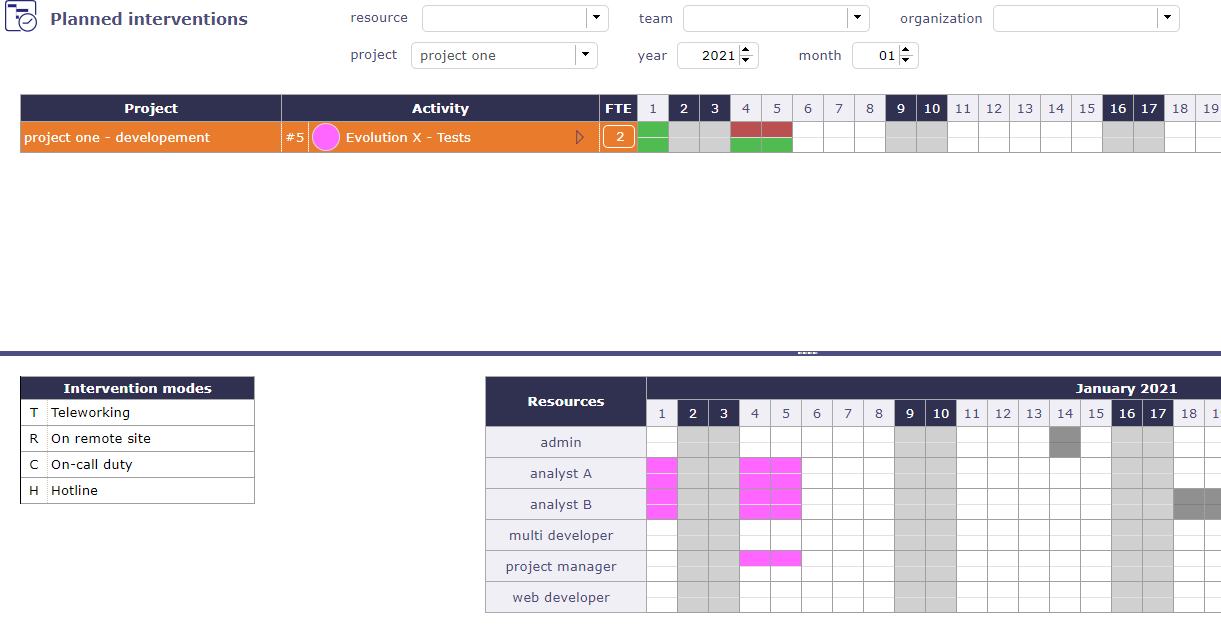 Planned interventions
resource team organization
project project one year 2021 month 01
Project Activity FTE 1 2 3 4 5 6 7 8 9 10 11 12 13 14 15 16 17 18 19
project one - developement #5 Evolution X - Tests 2
Intervention modes
T Teleworking
R On remote site
C On-call duty
H Hotline
Resources January 2021
1 2 3 4 5 6 7 8 9 10 11 12 13 14 15 16 17 18
admin
analyst A
analyst B
multi developer
project manager
web developer